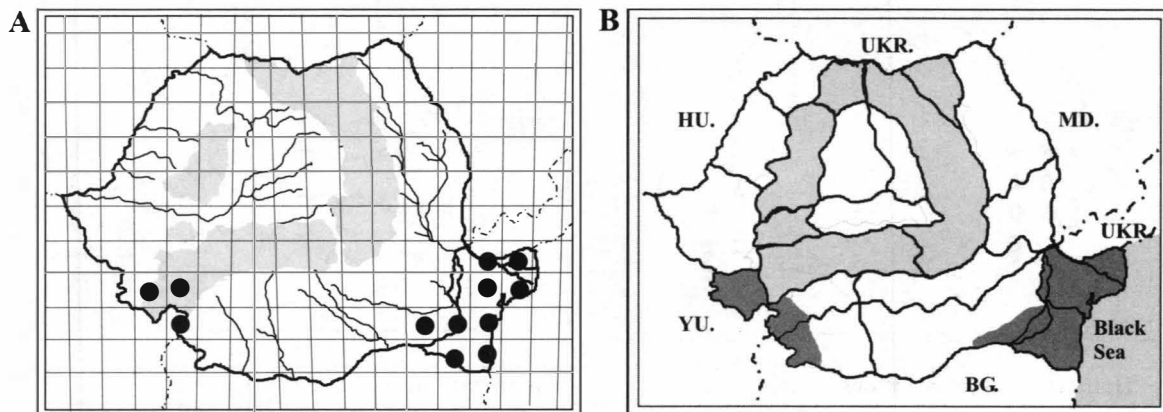 A
B
UKR.
HU.
MD.
UKR.
YU.
Black
Sea
BG.